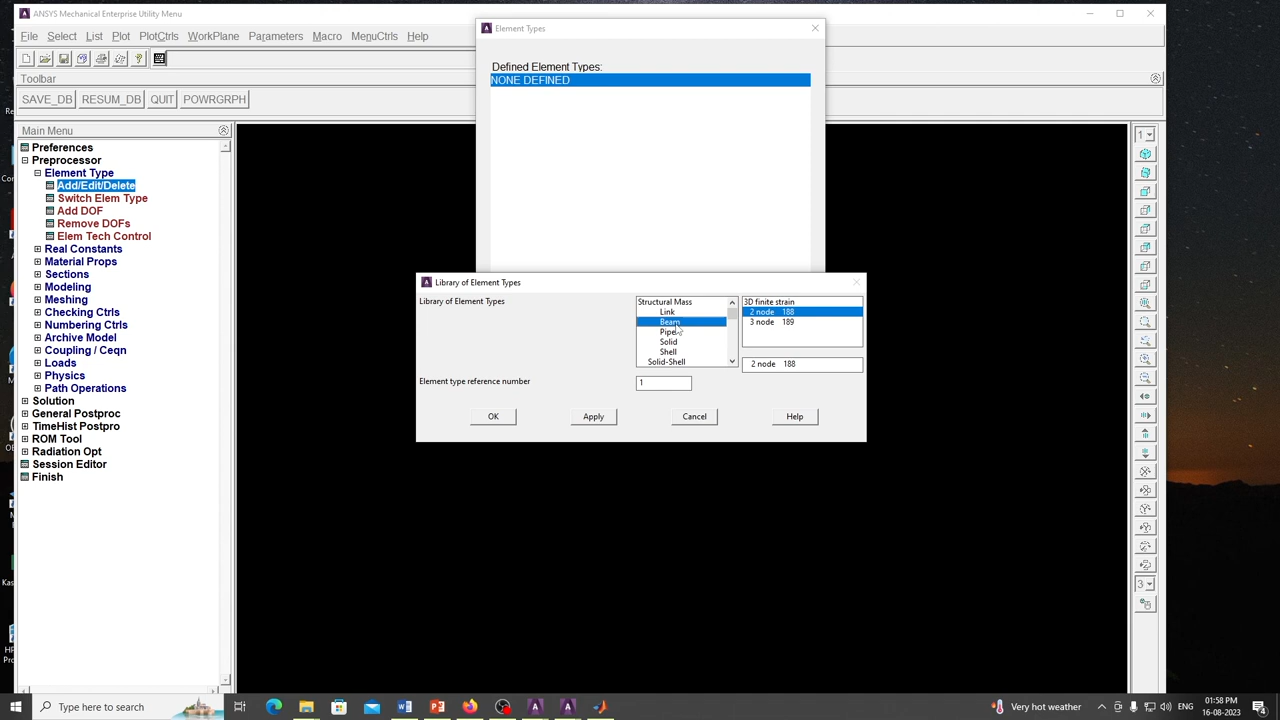 ANSYS Mechanical Enterprise Utility Menu
File Select List Plot PlotCtrls WorkPlane Parameters Macro MenuCtrls Help
Toolbar
SAVE_DB RESUM_DB QUIT POWRGRPH
Main Menu
Preferences
Preprocessor
Element Type
Add/Edit/Delete
Switch Elem Type
Add DOF
Remove DOFs
Elem Tech Control
Real Constants
Material Props
Sections
Modeling
Meshing
Checking Ctrls
Numbering Ctrls
Archive Model
Coupling / Ceqn
Loads
Physics
Path Operations
Solution
General Postproc
TimeHist Postpro
ROM Tool
Radiation Opt
Session Editor
Finish
Element Types
Defined Element Types:
NONE DEFINED
Library of Element Types
Library of Element Types
Structural Mass
Link
Beam
Pipe
Solid
Shell
Solid-Shell
3D finite strain
2 node 188
3 node 189
2 node 188
Element type reference number
1
OK Apply Cancel Help
1
3
Type here to search
Very hot weather
ENG
01:58 PM
16-08-2023
4